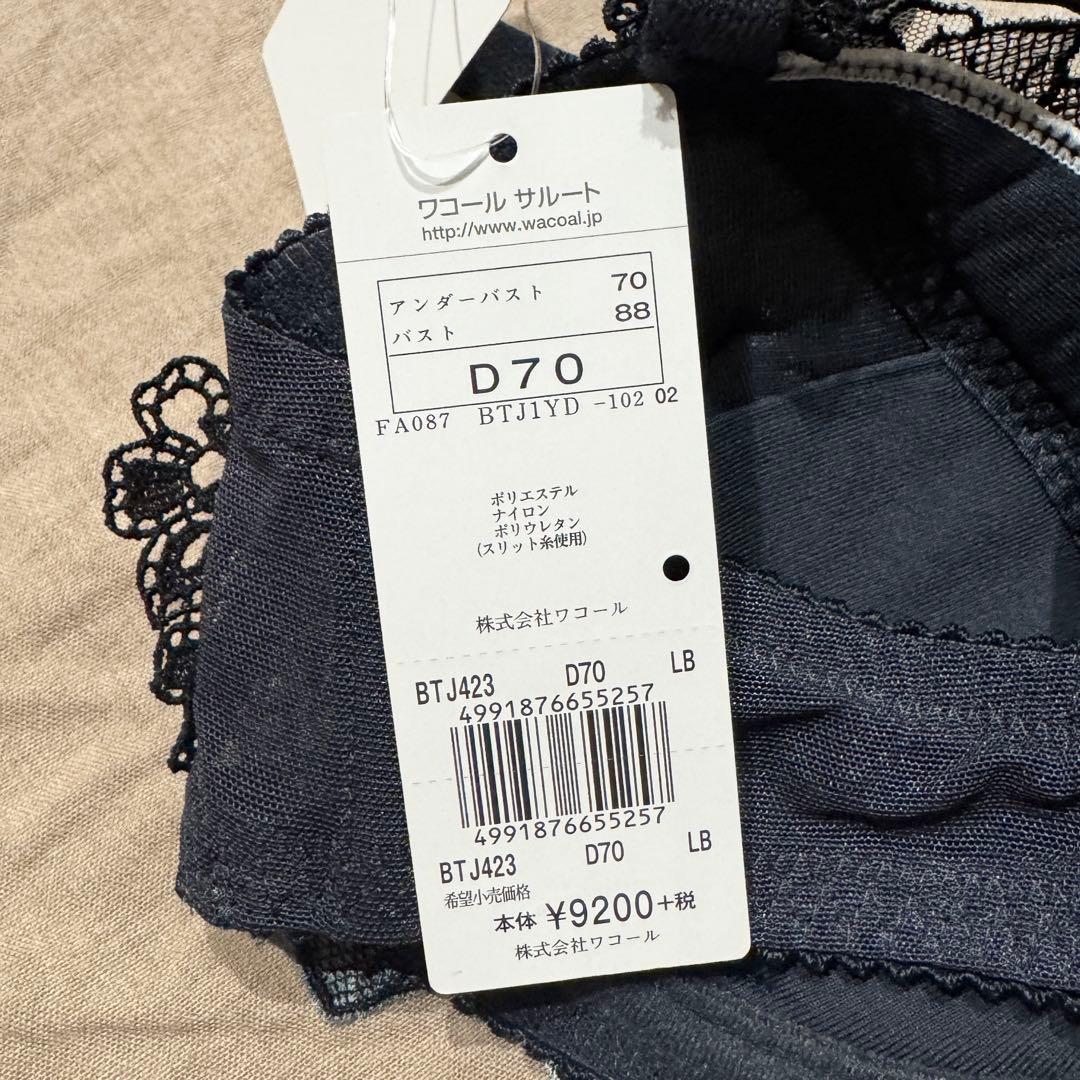 ワコール サルート
http://www.wacoal.jp
アンダーバスト 70
バスト 88
D70
FA087 BTJ1YD -102 02
ポリエステル
ナイロン
ポリウレタン
(スリット糸使用)
株式会社ワコール
BTJ423 D70 LB
4991876655257
4991876655257
BTJ423 D70 LB
希望小売価格
本体 ¥9200+税
株式会社ワコール